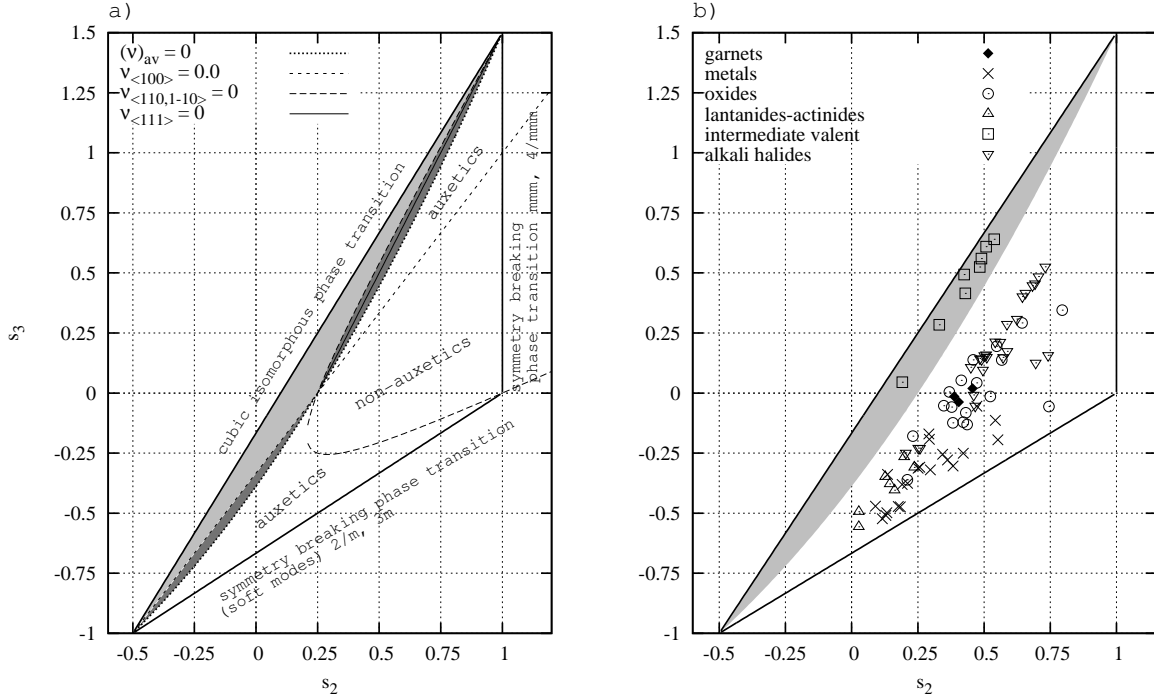 a)
(ν)av = 0
ν<100> = 0.0
ν<110,1-10> = 0
ν<111> = 0
1.5
1.25
1
0.75
0.5
0.25
0
-0.25
-0.5
-0.75
-1
s3
-0.5
-0.25
0
0.25
0.5
0.75
1
s2
cubic isomorphous phase transition
auxetics
non-auxetics
auxetics
symmetry breaking
phase transition mmm, 4/mmm
symmetry breaking phase transition
(soft modes) 2/m, 3m
b)
garnets
metals
oxides
lantanides-actinides
intermediate valent
alkali halides
1.5
1.25
1
0.75
0.5
0.25
0
-0.25
-0.5
-0.75
-1
-0.5
-0.25
0
0.25
0.5
0.75
1
s2